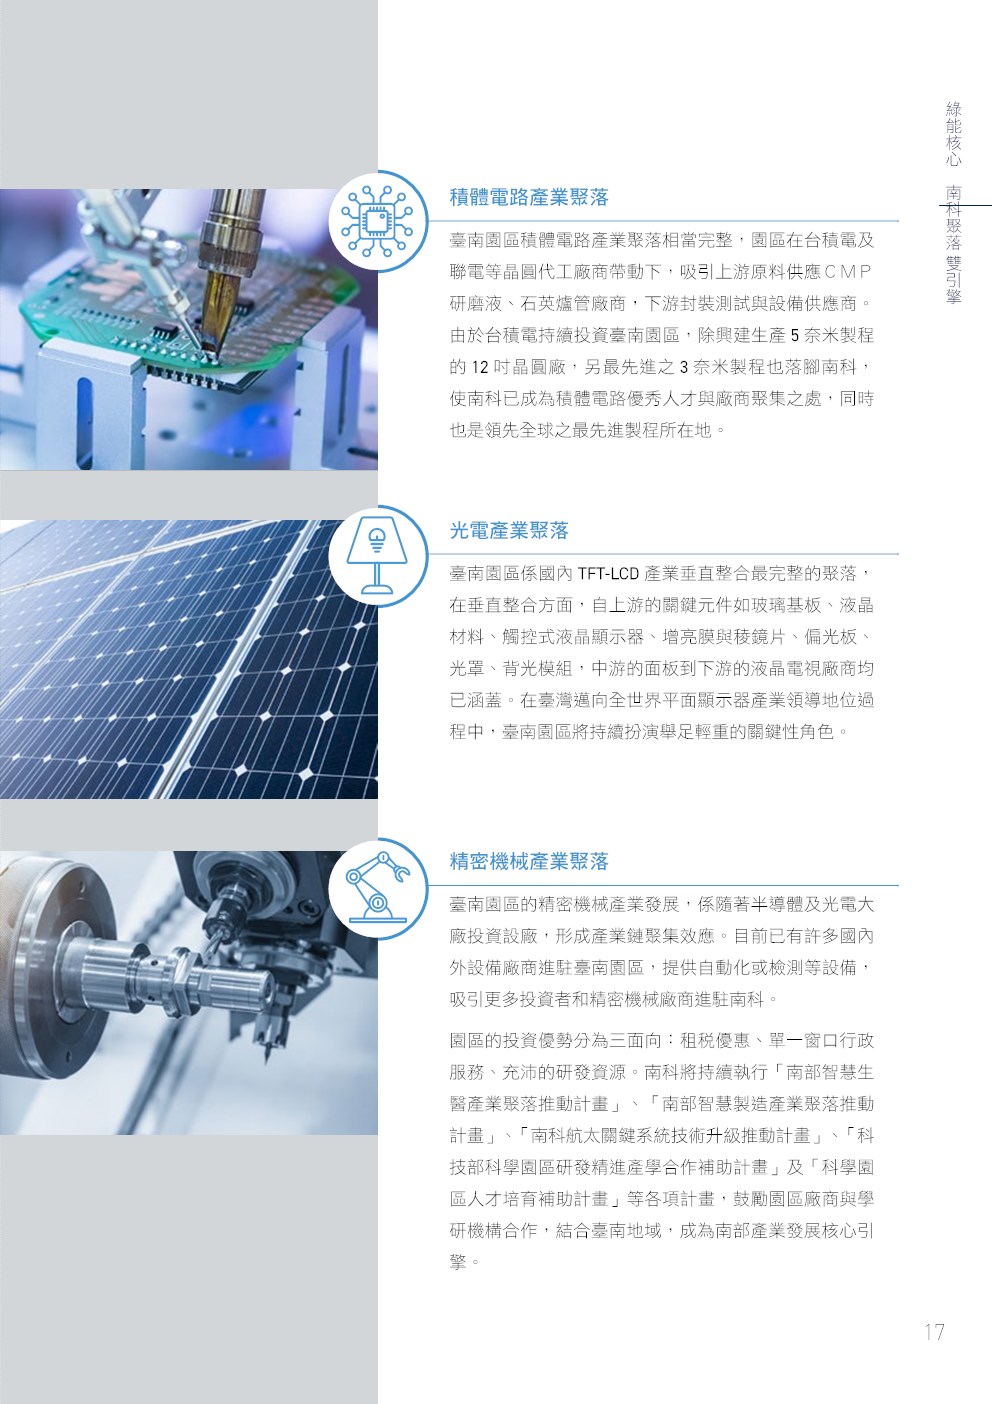 綠能核心 南科聚落 雙引擎
積體電路產業聚落
臺南園區積體電路產業聚落相當完整，園區在台積電及
聯電等晶圓代工廠商帶動下，吸引上游原料供應CMP
研磨液、石英爐管廠商，下游封裝測試與設備供應商。
由於台積電持續投資臺南園區，除興建生產 5 奈米製程
的 12 吋晶圓廠，另最先進之 3 奈米製程也落腳南科，
使南科已成為積體電路優秀人才與廠商聚集之處，同時
也是領先全球之最先進製程所在地。
光電產業聚落
臺南園區係國內 TFT-LCD 產業垂直整合最完整的聚落，
在垂直整合方面，自上游的關鍵元件如玻璃基板、液晶
材料、觸控式液晶顯示器、增亮膜與稜鏡片、偏光板、
光罩、背光模組，中游的面板到下游的液晶電視廠商均
已涵蓋。在臺灣邁向全世界平面顯示器產業領導地位過
程中，臺南園區將持續扮演舉足輕重的關鍵性角色。
精密機械產業聚落
臺南園區的精密機械產業發展，係隨著半導體及光電大
廠投資設廠，形成產業鏈聚集效應。目前已有許多國內
外設備廠商進駐臺南園區，提供自動化或檢測等設備，
吸引更多投資者和精密機械廠商進駐南科。
園區的投資優勢分為三面向：租稅優惠、單一窗口行政
服務、充沛的研發資源。南科將持續執行「南部智慧生
醫產業聚落推動計畫」、「南部智慧製造產業聚落推動
計畫」、「南科航太關鍵系統技術升級推動計畫」、「科
技部科學園區研發精進產學合作補助計畫」及「科學園
區人才培育補助計畫」等各項計畫，鼓勵園區廠商與學
研機構合作，結合臺南地域，成為南部產業發展核心引
擎。
17